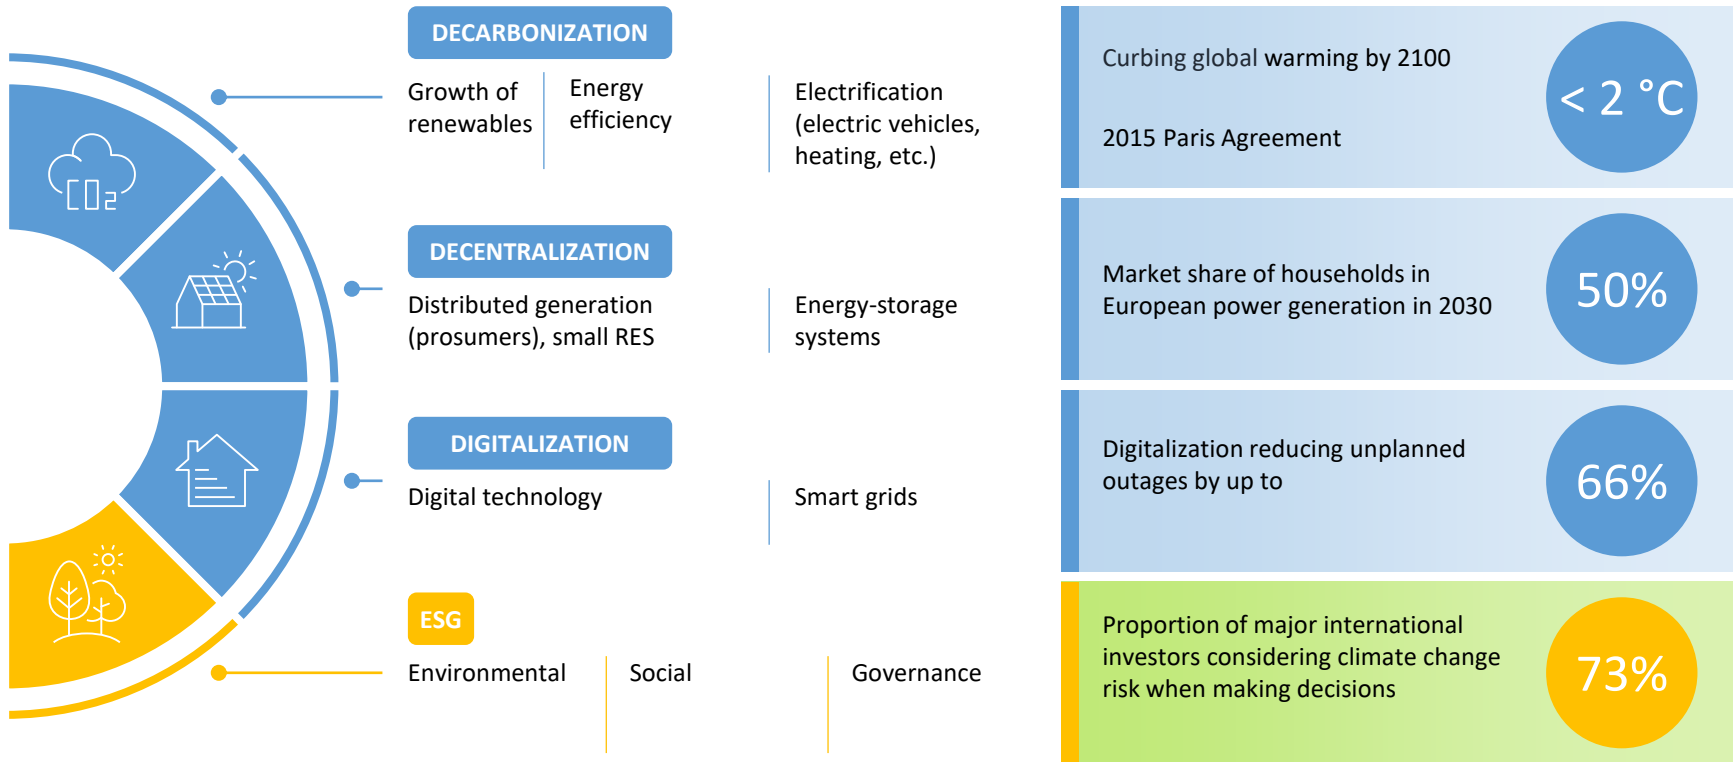 DECARBONIZATION
Growth of
renewables
Energy
efficiency
Electrification
(electric vehicles,
heating, etc.)
Curbing global warming by 2100
2015 Paris Agreement
< 2 °C
CO2
DECENTRALIZATION
Distributed generation
(prosumers), small RES
Energy-storage
systems
Market share of households in
European power generation in 2030
50%
DIGITALIZATION
Digital technology
Smart grids
Digitalization reducing unplanned
outages by up to
66%
ESG
Environmental
Social
Governance
Proportion of major international
investors considering climate change
risk when making decisions
73%